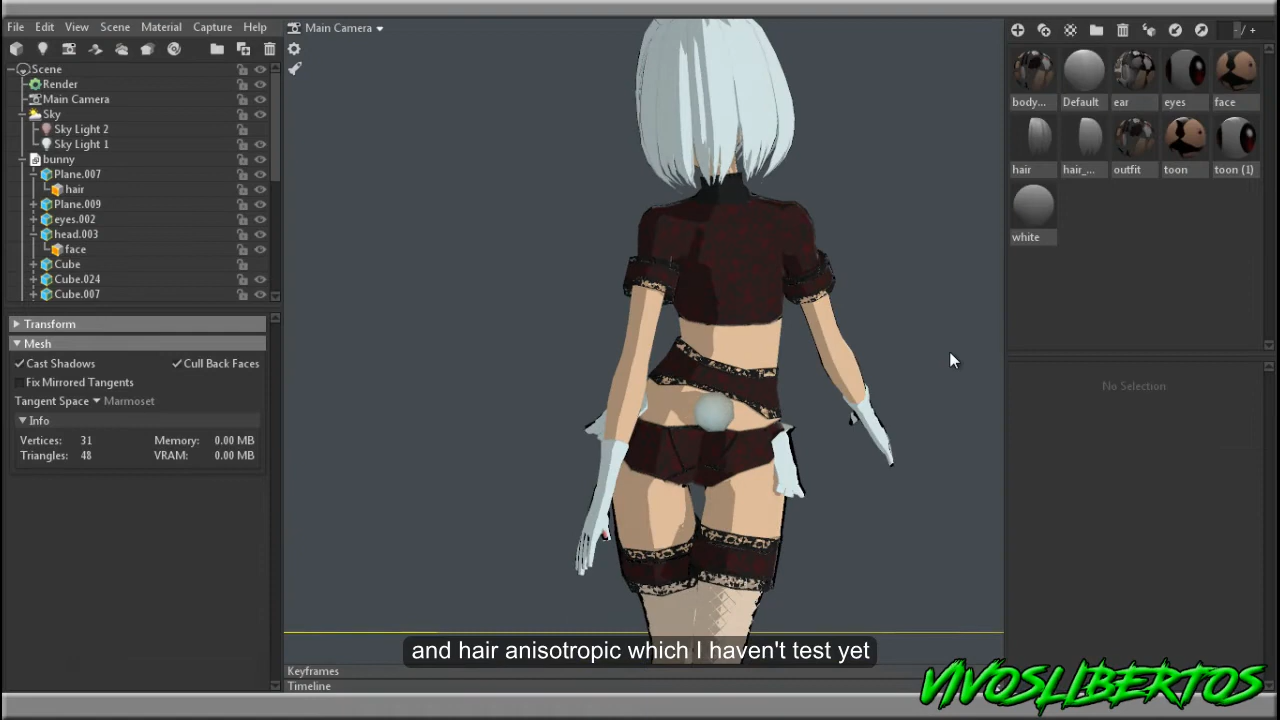 File Edit View Scene Material Capture Help
Scene
Render
Main Camera
Sky
Sky Light 2
Sky Light 1
bunny
Plane.007
hair
Plane.009
eyes.002
head.003
face
Cube
Cube.024
Cube.007
Transform
Mesh
Cast Shadows Cull Back Faces
Fix Mirrored Tangents
Tangent Space Marmoset
Info
Vertices: 31 Memory: 0.00 MB
Triangles: 48 VRAM: 0.00 MB
Main Camera
and hair anisotropic which I haven't test yet
Keyframes
Timeline
body... Default ear eyes face
hair hair_... outfit toon toon (1)
white
No Selection
VIVOSLIBERTOS